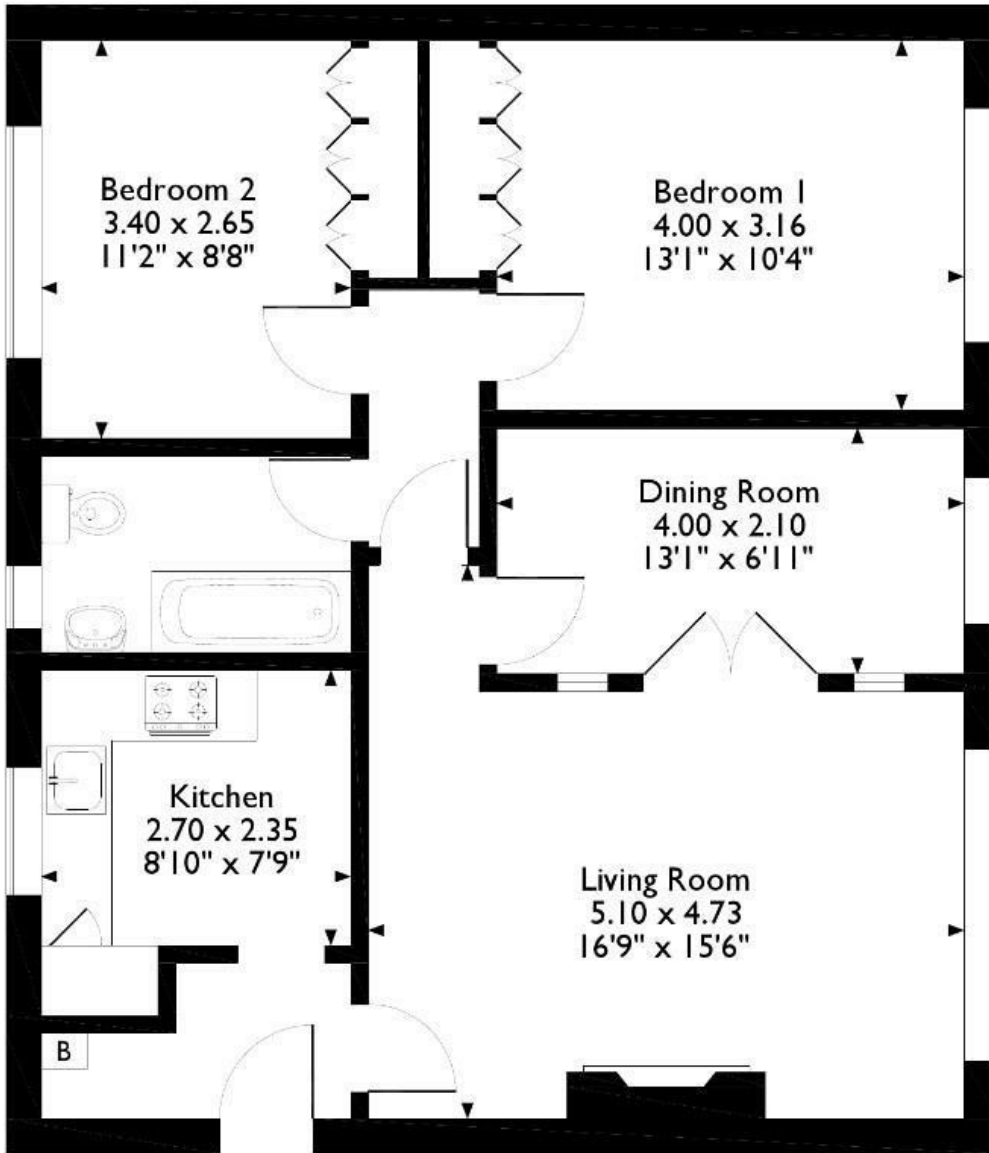 Bedroom 2
3.40 x 2.65
11'2" x 8'8"
Bedroom 1
4.00 x 3.16
13'1" x 10'4"
Dining Room
4.00 x 2.10
13'1" x 6'11"
Kitchen
2.70 x 2.35
8'10" x 7'9"
Living Room
5.10 x 4.73
16'9" x 15'6"
B